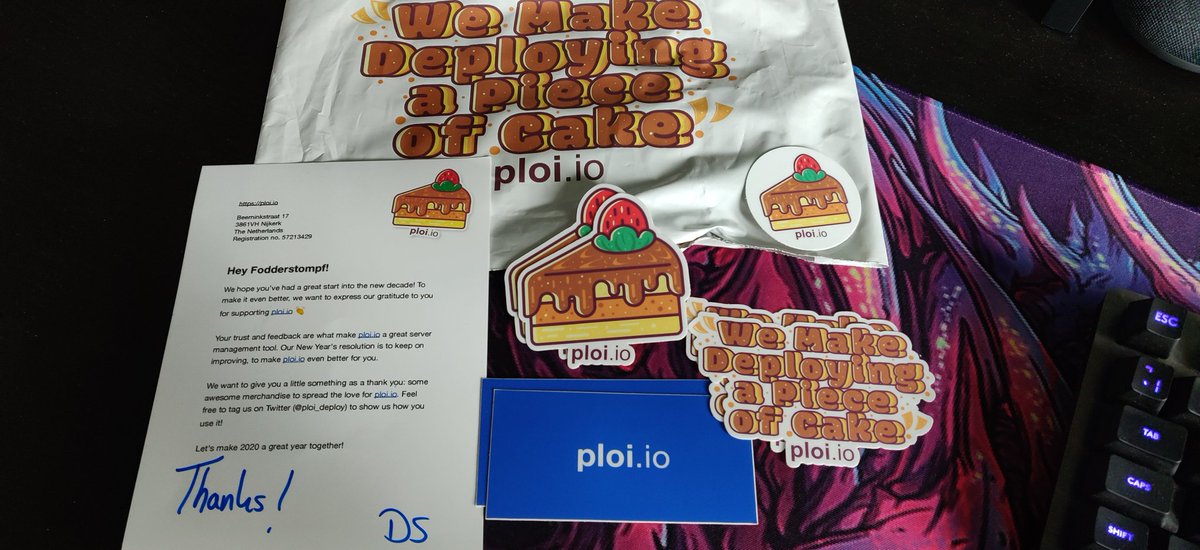 We Make
Deploying
a Piece
Of Cake
ploi.io
ploi.io
https://ploi.io
Beeminkstraat 17
3861VH Nijkerk
The Netherlands
Registration no. 57213429
ploi.io
Hey Fodderstompf!
We hope you've had a great start into the new decade! To
make it even better, we want to express our gratitude to you
for supporting ploi.io 👏
Your trust and feedback are what make ploi.io a great server
management tool. Our New Year's resolution is to keep on
improving, to make ploi.io even better for you.
We want to give you a little something as a thank you: some
awesome merchandise to spread the love for ploi.io. Feel
free to tag us on Twitter (@ploi_deploy) to show us how you
use it!
Let's make 2020 a great year together!
Thanks!
DS
ploi.io
We Make
Deploying
a Piece
Of Cake
ploi.io
ploi.io
ESC
TAB
CAPS
SHIFT